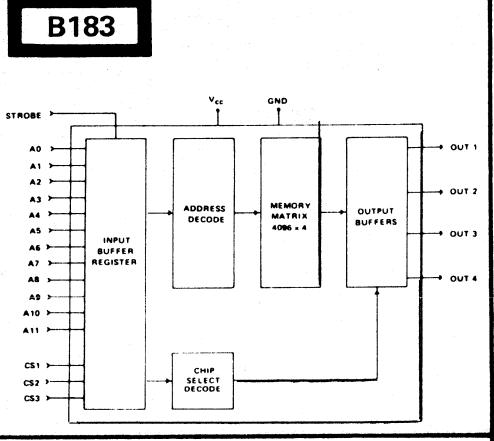 B183
Vcc
GND
STROBE
A0
A1
A2
A3
A4
A5
A6
A7
A8
A9
A10
A11
CS1
CS2
CS3
INPUT
BUFFER
REGISTER
ADDRESS
DECODE
MEMORY
MATRIX
4096 x 4
OUTPUT
BUFFERS
CHIP
SELECT
DECODE
OUT 1
OUT 2
OUT 3
OUT 4